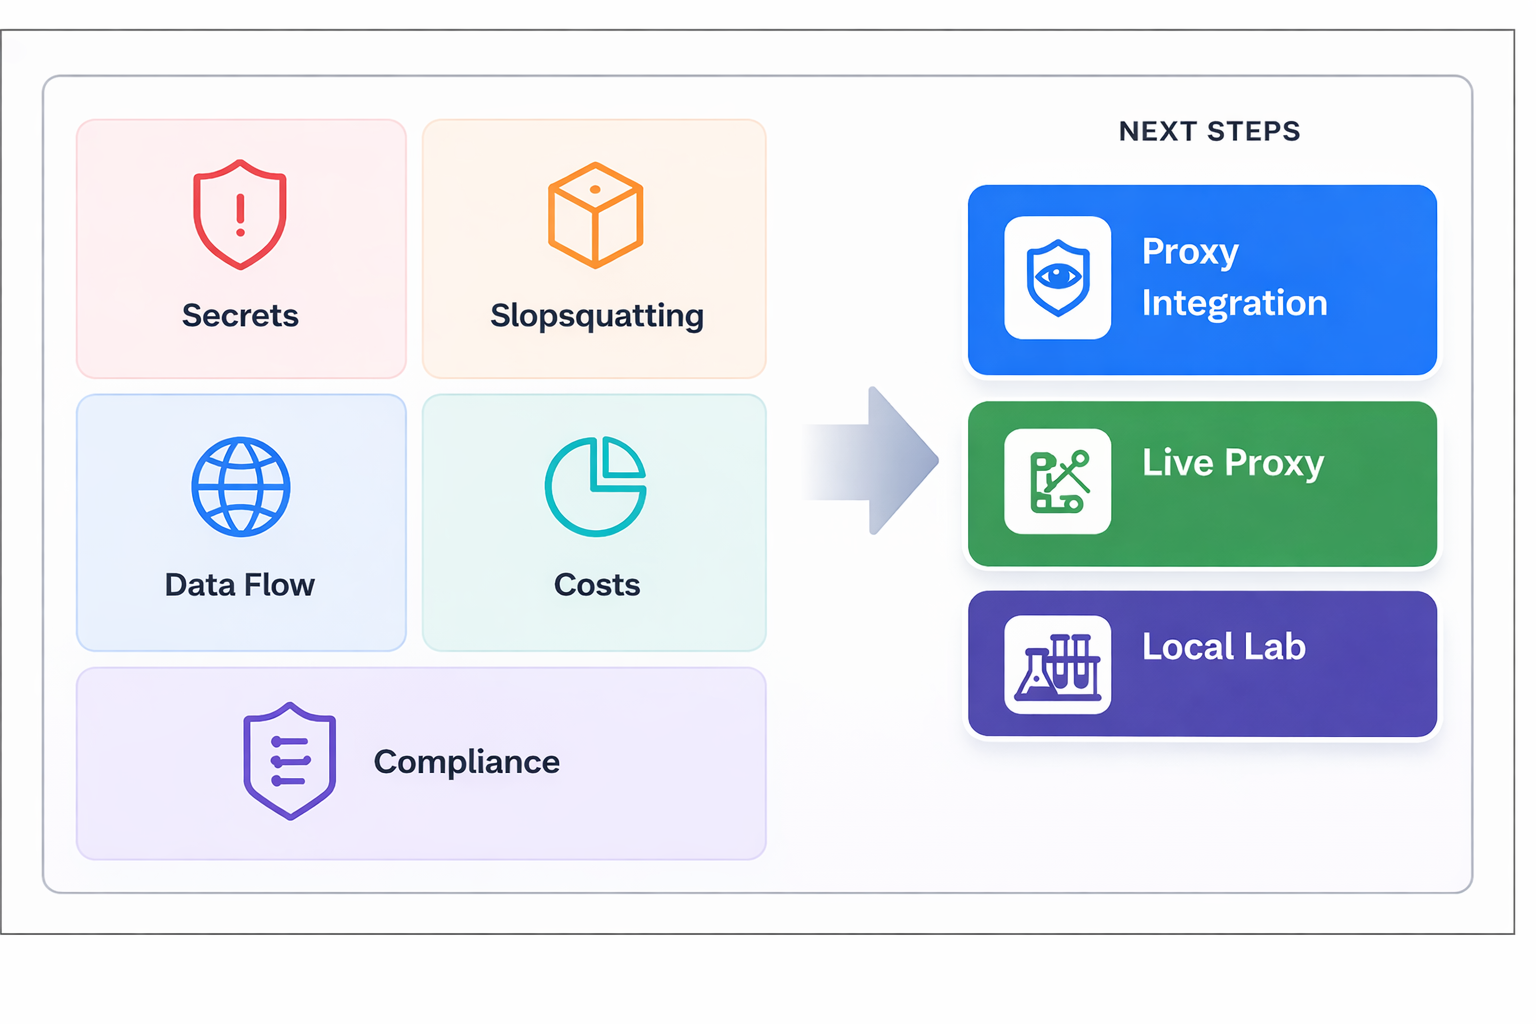 Secrets
Slopsquatting
Data Flow
Costs
Compliance
NEXT STEPS
Proxy
Integration
Live Proxy
Local Lab